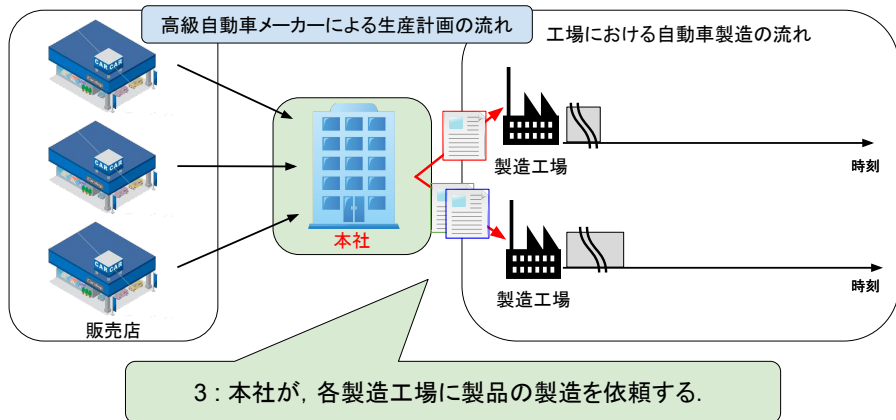 高級自動車メーカーによる生産計画の流れ
工場における自動車製造の流れ
CAR CAR
CAR CAR
CAR CAR
販売店
本社
製造工場
時刻
製造工場
時刻
3 : 本社が, 各製造工場に製品の製造を依頼する.